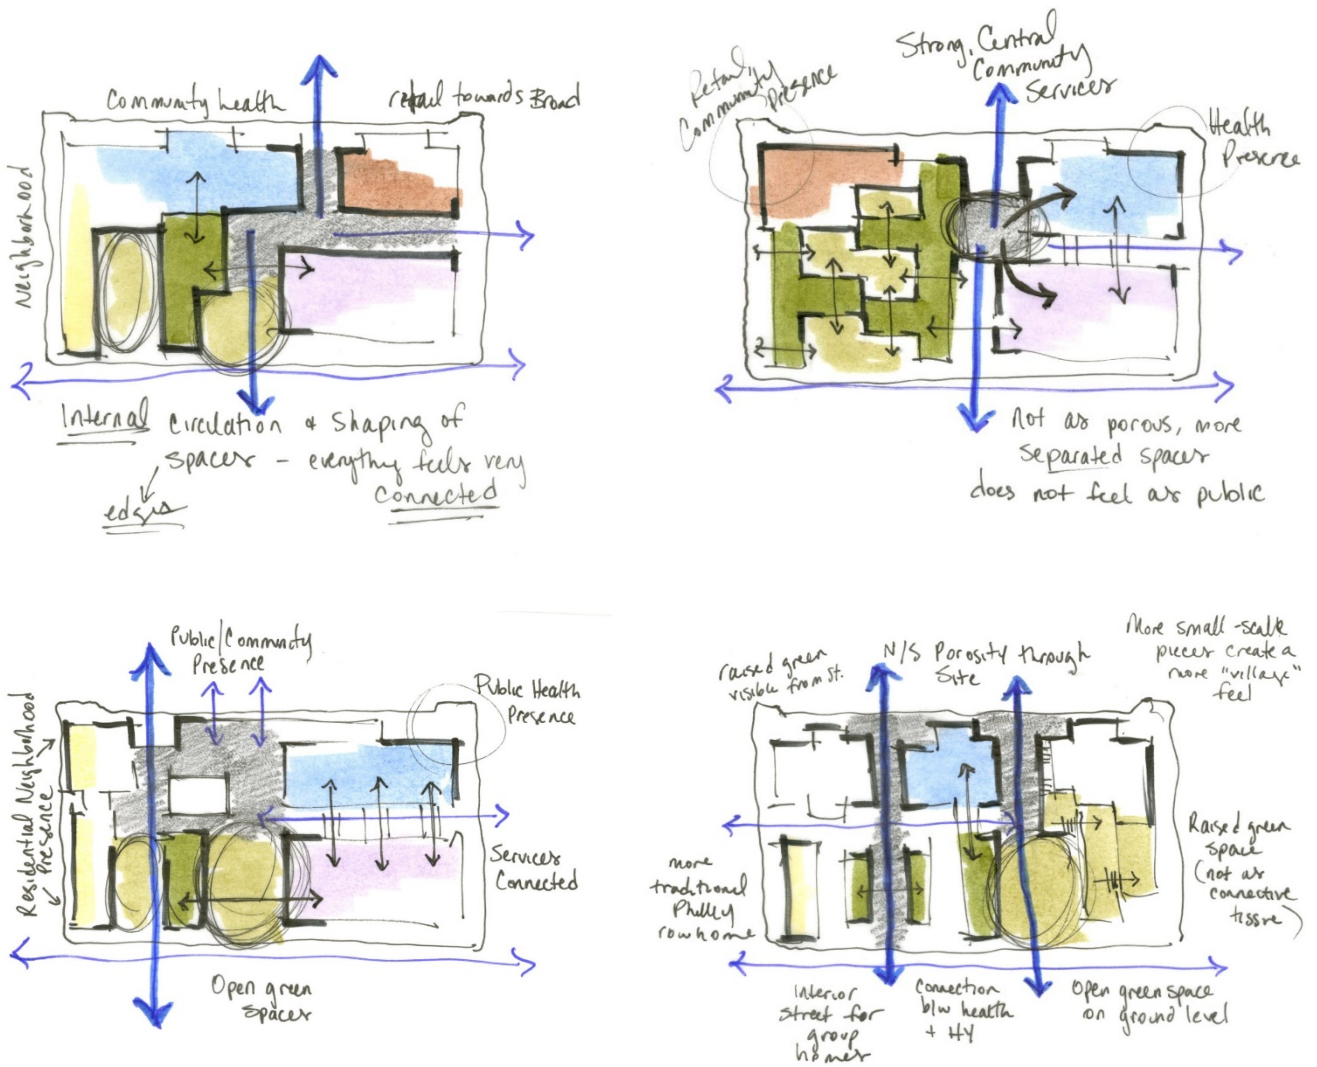 Community health
retail towards Broad
Neighborhood
Internal circulation & shaping of
spaces - everything feels very
connected
edges
Retail,
Community
Presence
Strong, Central
Community
Services
Health
Presence
Not as porous, more
separated spaces
does not feel as public
Public/Community
Presence
Public Health
Presence
Residential Neighborhood
Presence
Services
Connected
Open green
spaces
raised green
visible from st.
N/S Porosity through
Site
More small-scale
pieces create a
more "village"
feel
more
traditional
Philly
rowhome
Raised green
space
(not as
connective
tissue)
Interior
street for
group
homes
Connection
b/w health
+ HY
Open green space
on ground level